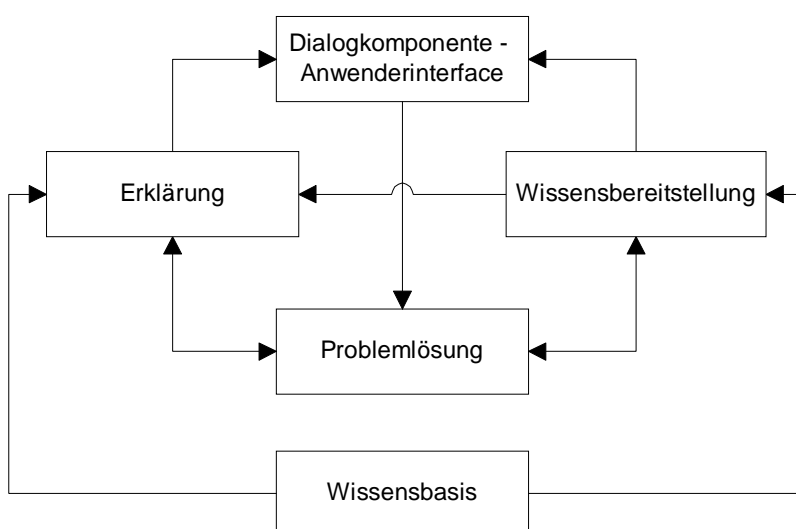 Dialogkomponente -
Anwenderinterface
Erklärung
Wissensbereitstellung
Problemlösung
Wissensbasis